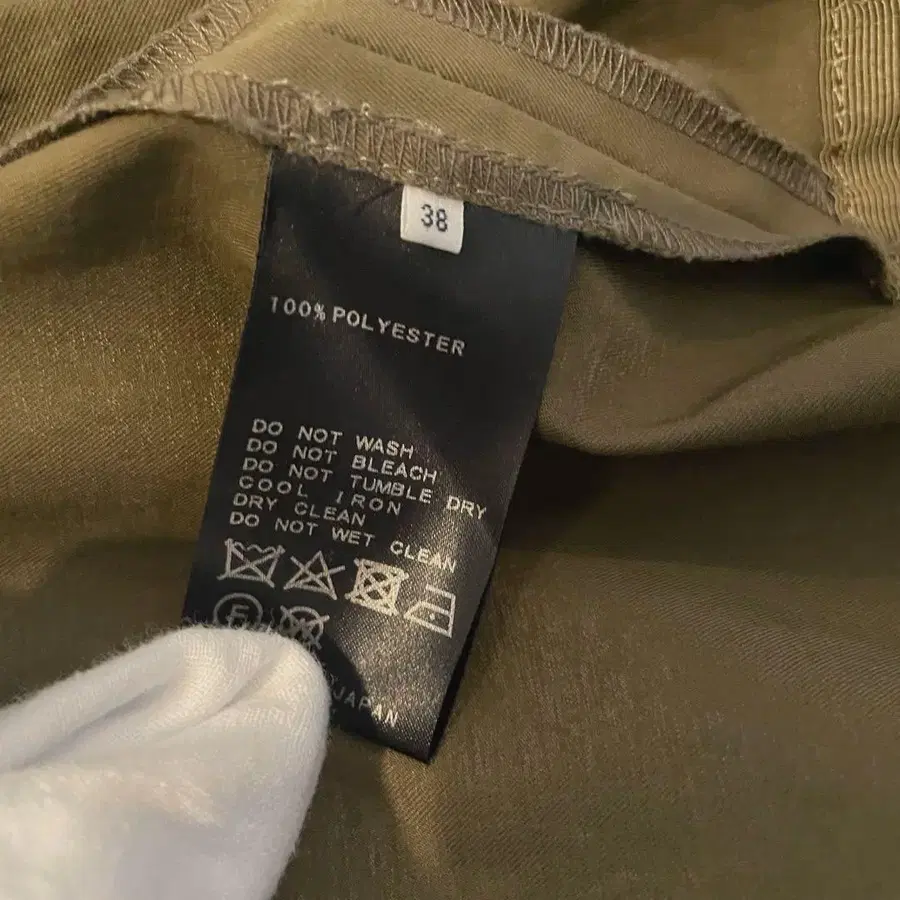 38
100% POLYESTER
DO NOT WASH
DO NOT BLEACH
DO NOT TUMBLE DRY
COOL IRON
DRY CLEAN
DO NOT WET CLEAN
F W
JAPAN